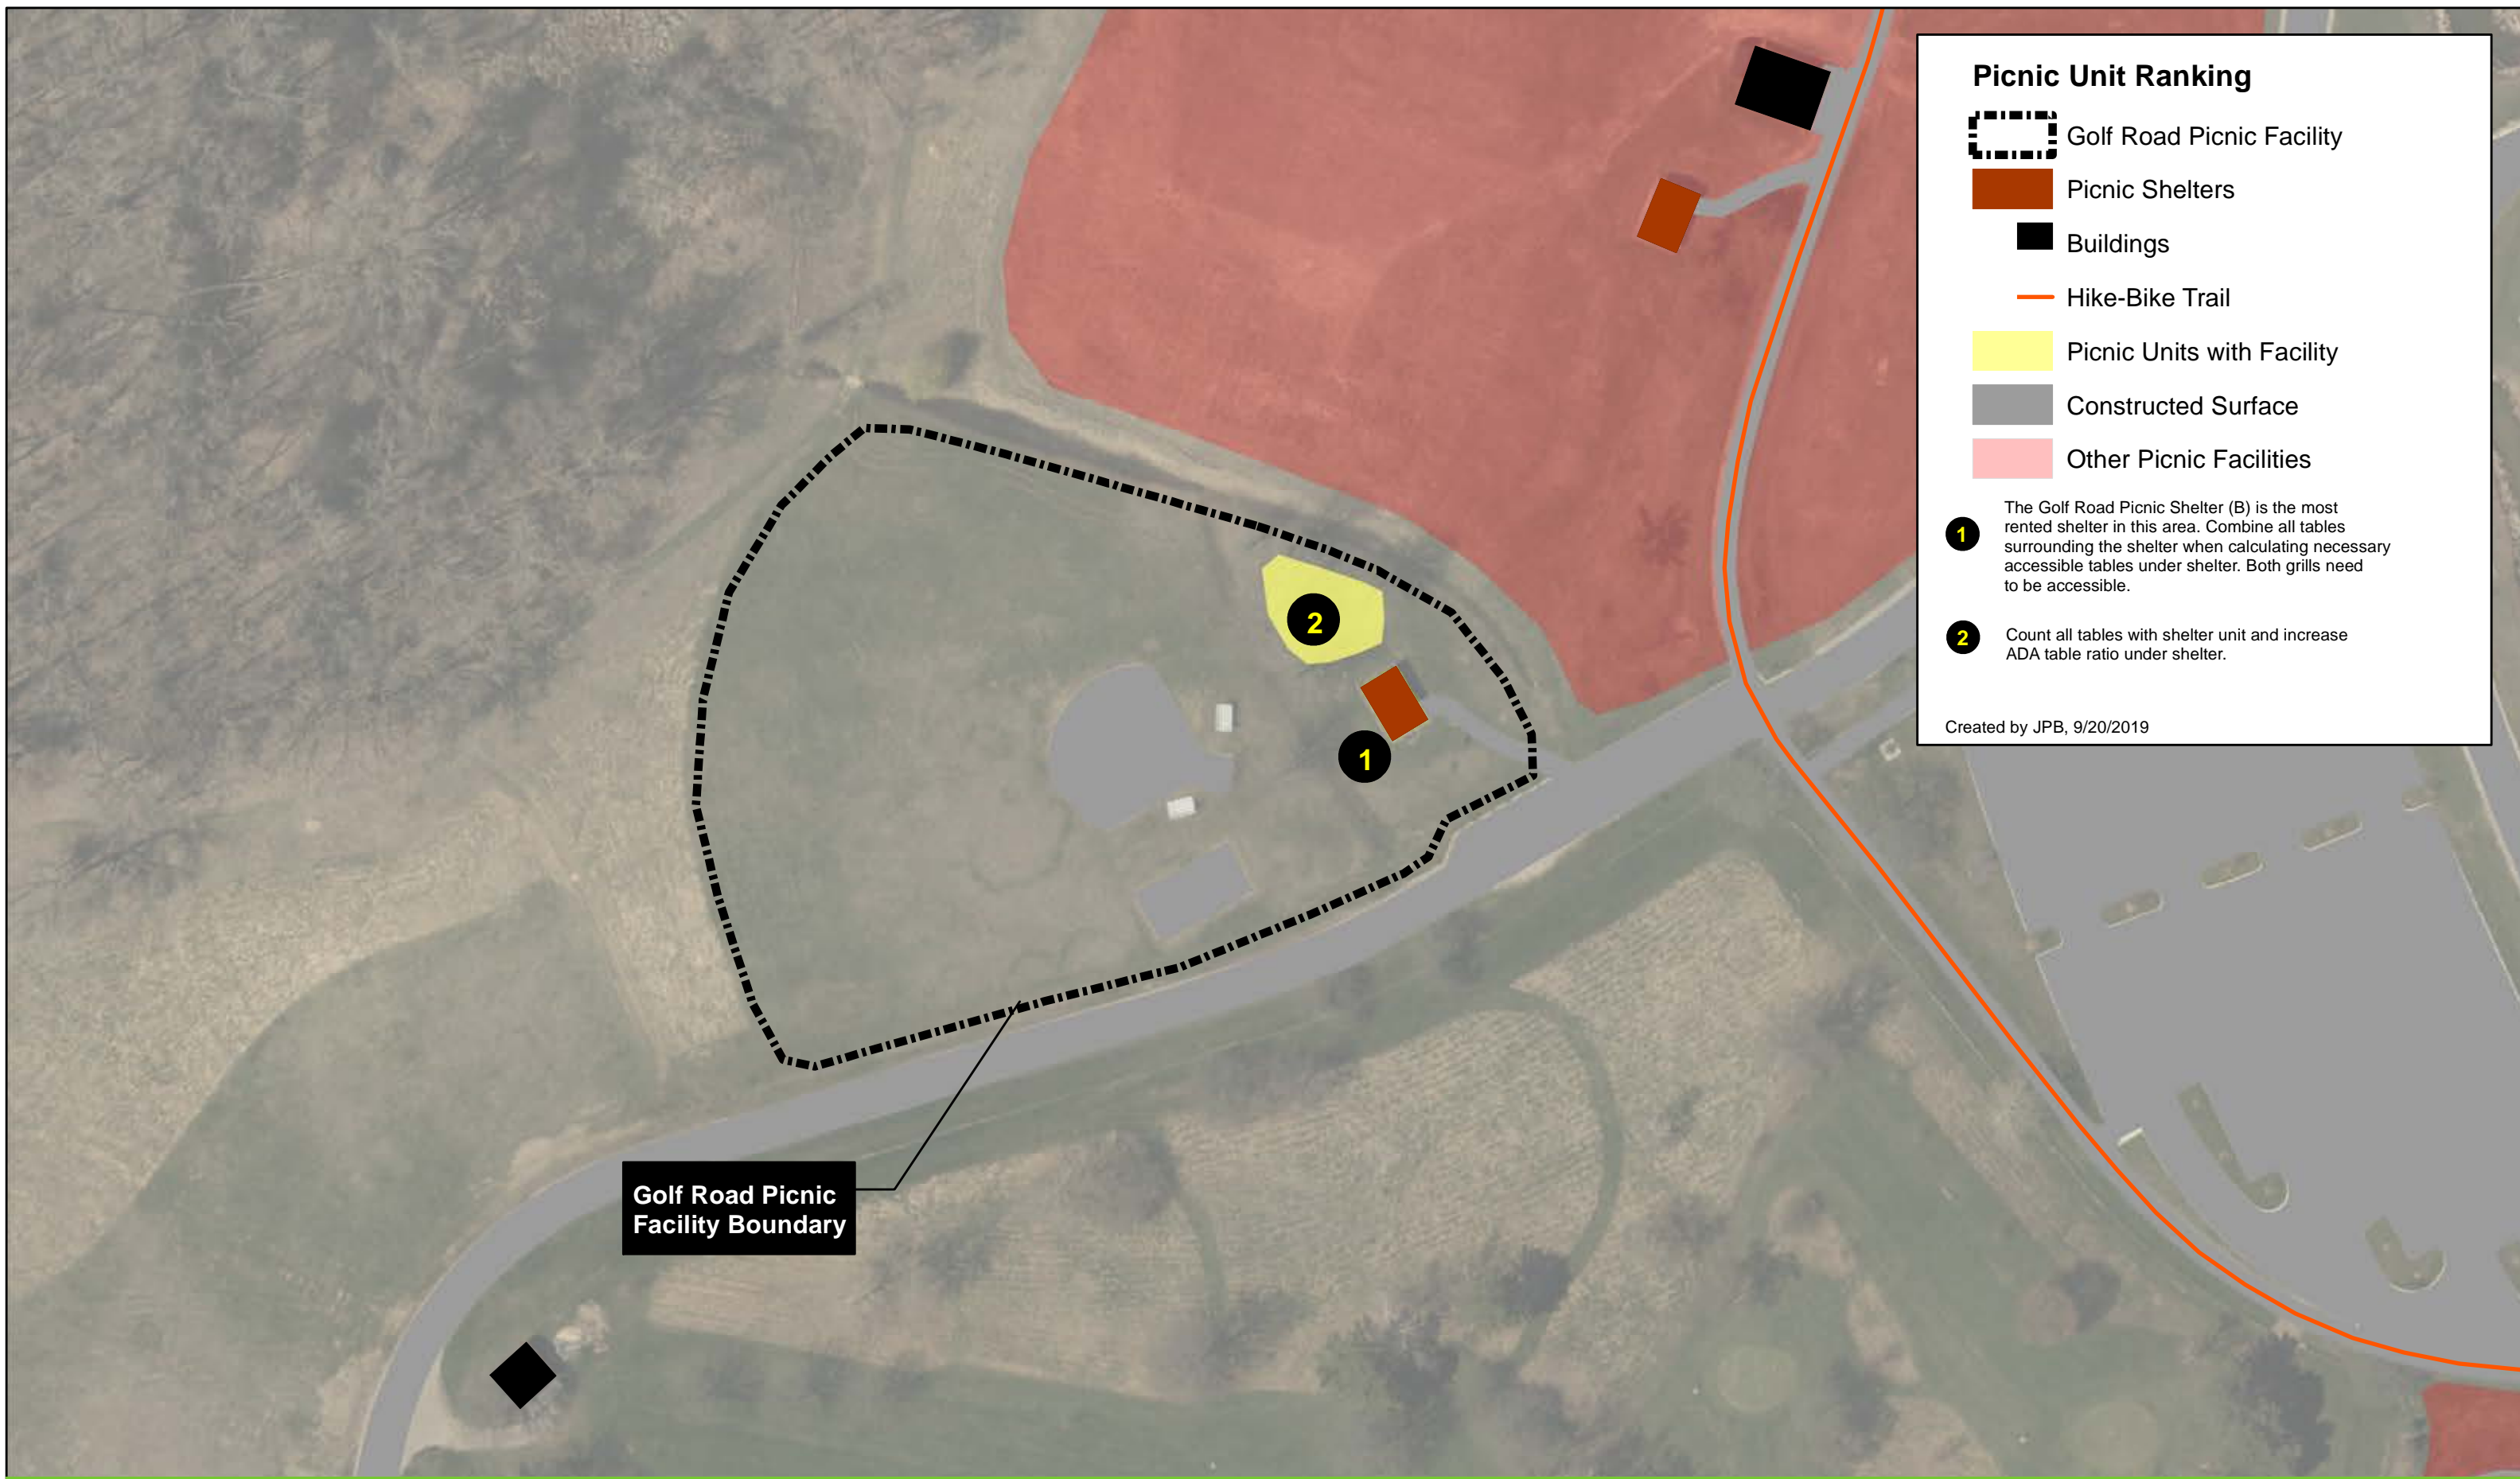 Picnic Unit Ranking
Golf Road Picnic Facility
Picnic Shelters
Buildings
Hike-Bike Trail
Picnic Units with Facility
Constructed Surface
Other Picnic Facilities
1
The Golf Road Picnic Shelter (B) is the most
rented shelter in this area. Combine all tables
surrounding the shelter when calculating necessary
accessible tables under shelter. Both grills need
to be accessible.
2
Count all tables with shelter unit and increase
ADA table ratio under shelter.
Created by JPB, 9/20/2019
2
1
Golf Road Picnic
Facility Boundary